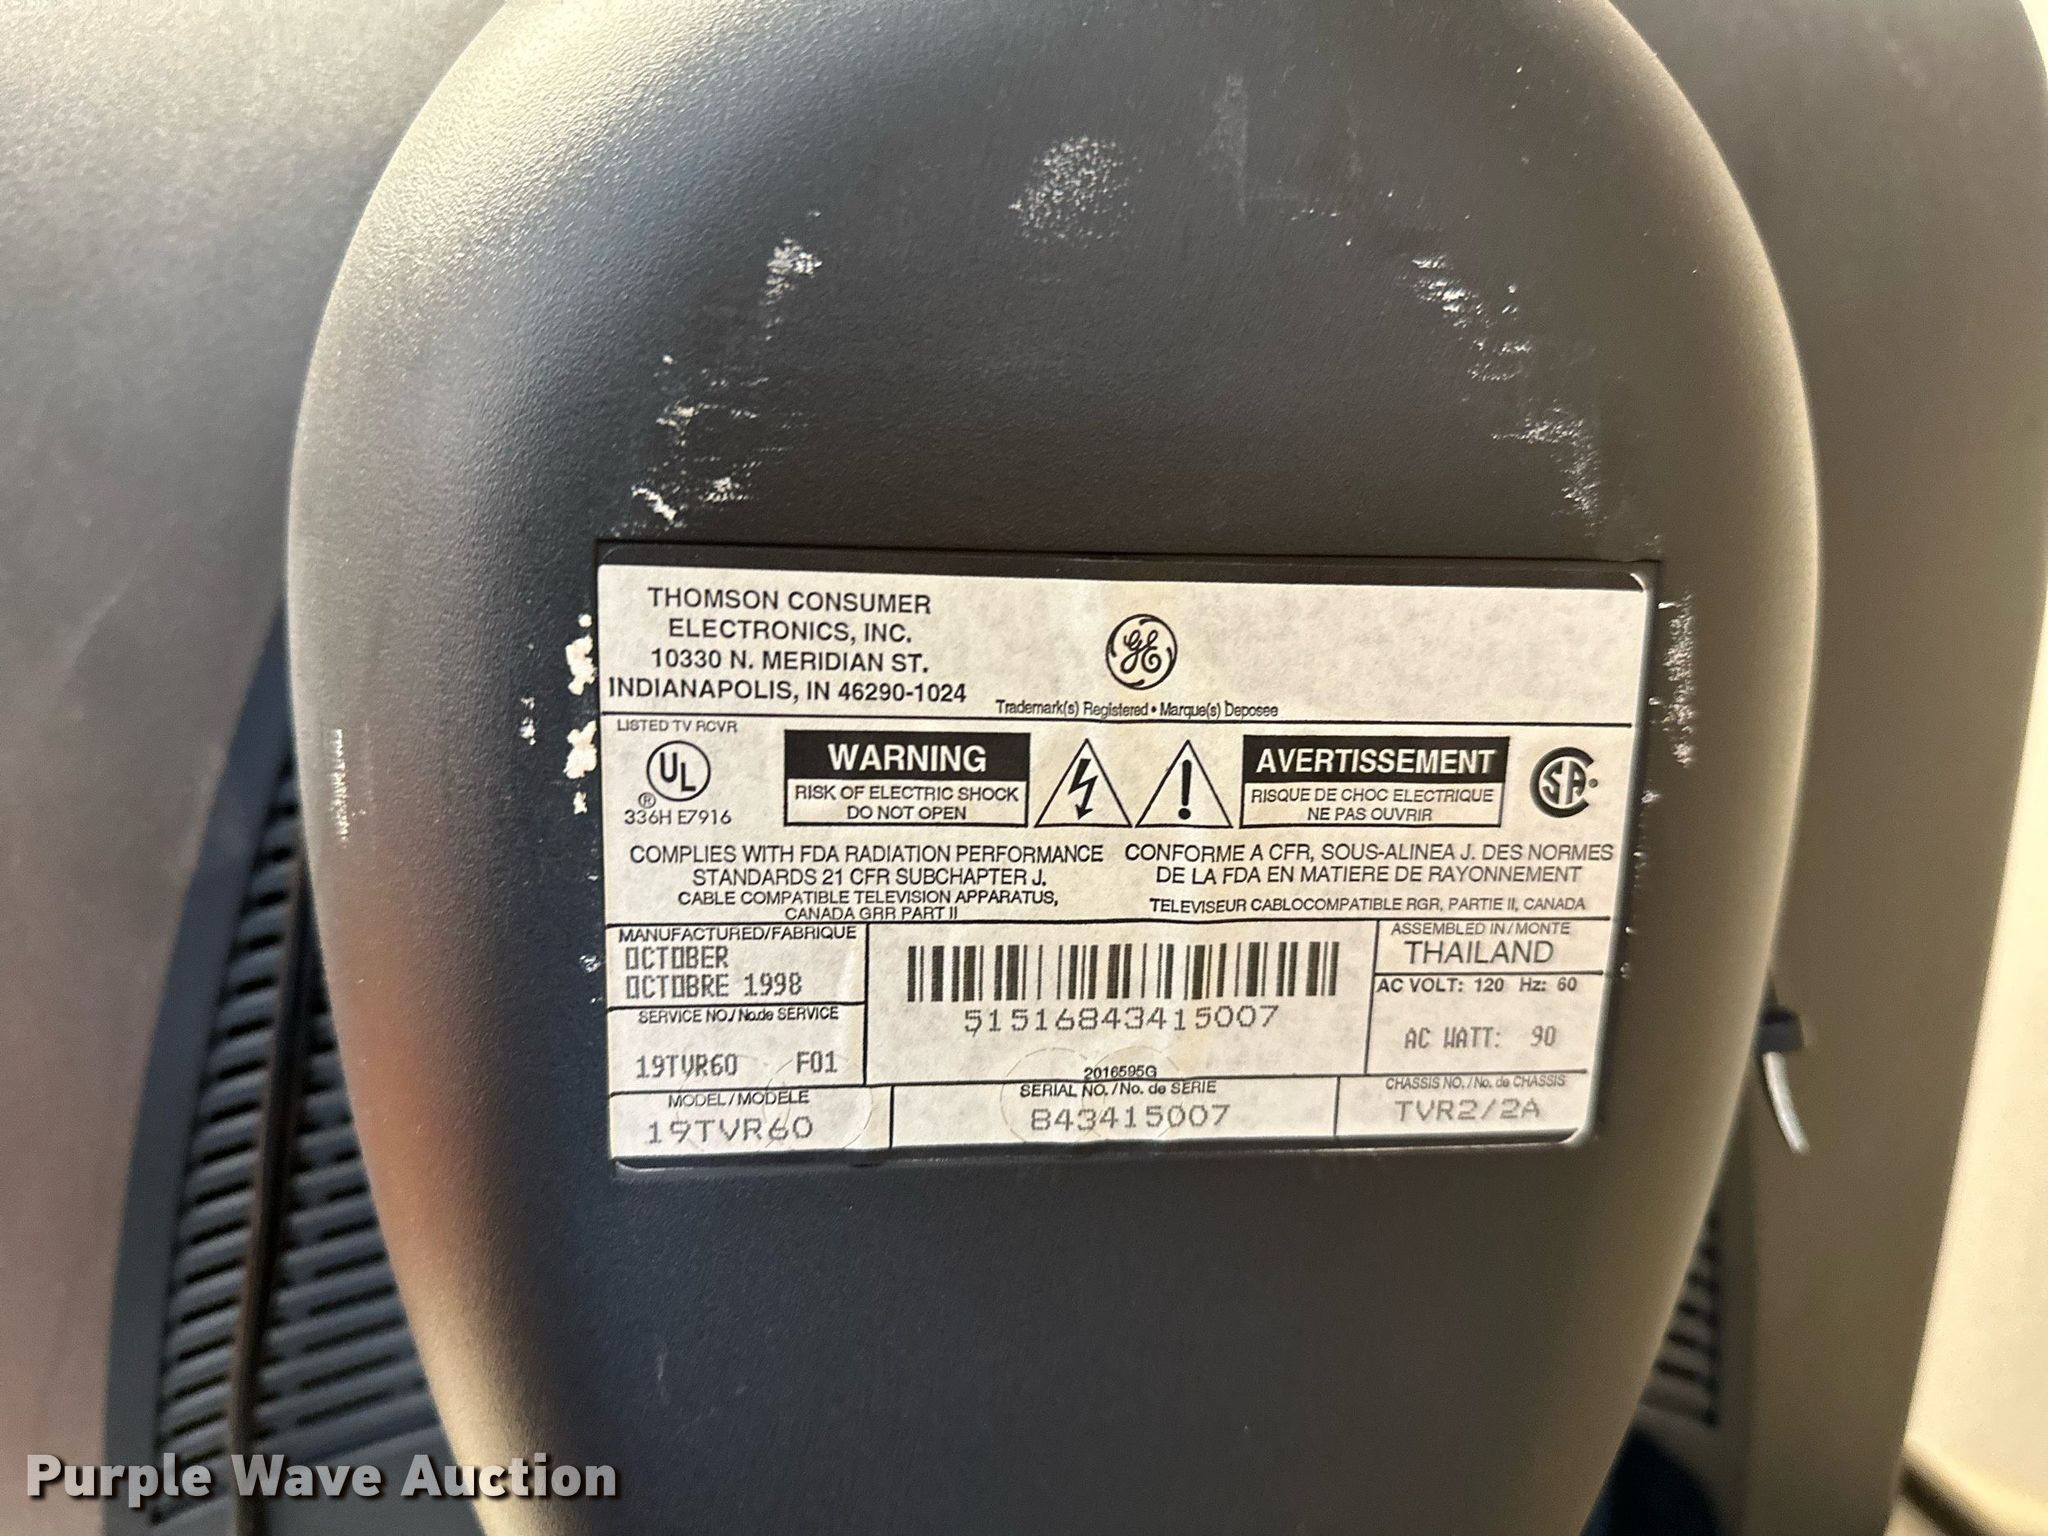 THOMSON CONSUMER
ELECTRONICS, INC.
10330 N. MERIDIAN ST.
INDIANAPOLIS, IN 46290-1024
GE
Trademark(s) Registered • Marque(s) Deposee
LISTED TV RCVR
UL
®
336H E7916
WARNING
RISK OF ELECTRIC SHOCK
DO NOT OPEN
AVERTISSEMENT
RISQUE DE CHOC ELECTRIQUE
NE PAS OUVRIR
SA
COMPLIES WITH FDA RADIATION PERFORMANCE
STANDARDS 21 CFR SUBCHAPTER J.
CABLE COMPATIBLE TELEVISION APPARATUS,
CANADA GRR PART II
CONFORME A CFR, SOUS-ALINEA J. DES NORMES
DE LA FDA EN MATIERE DE RAYONNEMENT
TELEVISEUR CABLOCOMPATIBLE RGR, PARTIE II, CANADA
MANUFACTURED/FABRIQUE
OCTOBER
OCTOBRE 1998
SERVICE NO./No.de SERVICE
19TVR60 F01
MODEL/MODÈLE
19TVR60
51516843415007
2016595G
SERIAL NO./No. de SERIE
843415007
ASSEMBLED IN/MONTE
THAILAND
AC VOLT: 120 Hz: 60
AC WATT: 90
CHASSIS NO./No. de CHASSIS
TVR2/2A
Purple Wave Auction